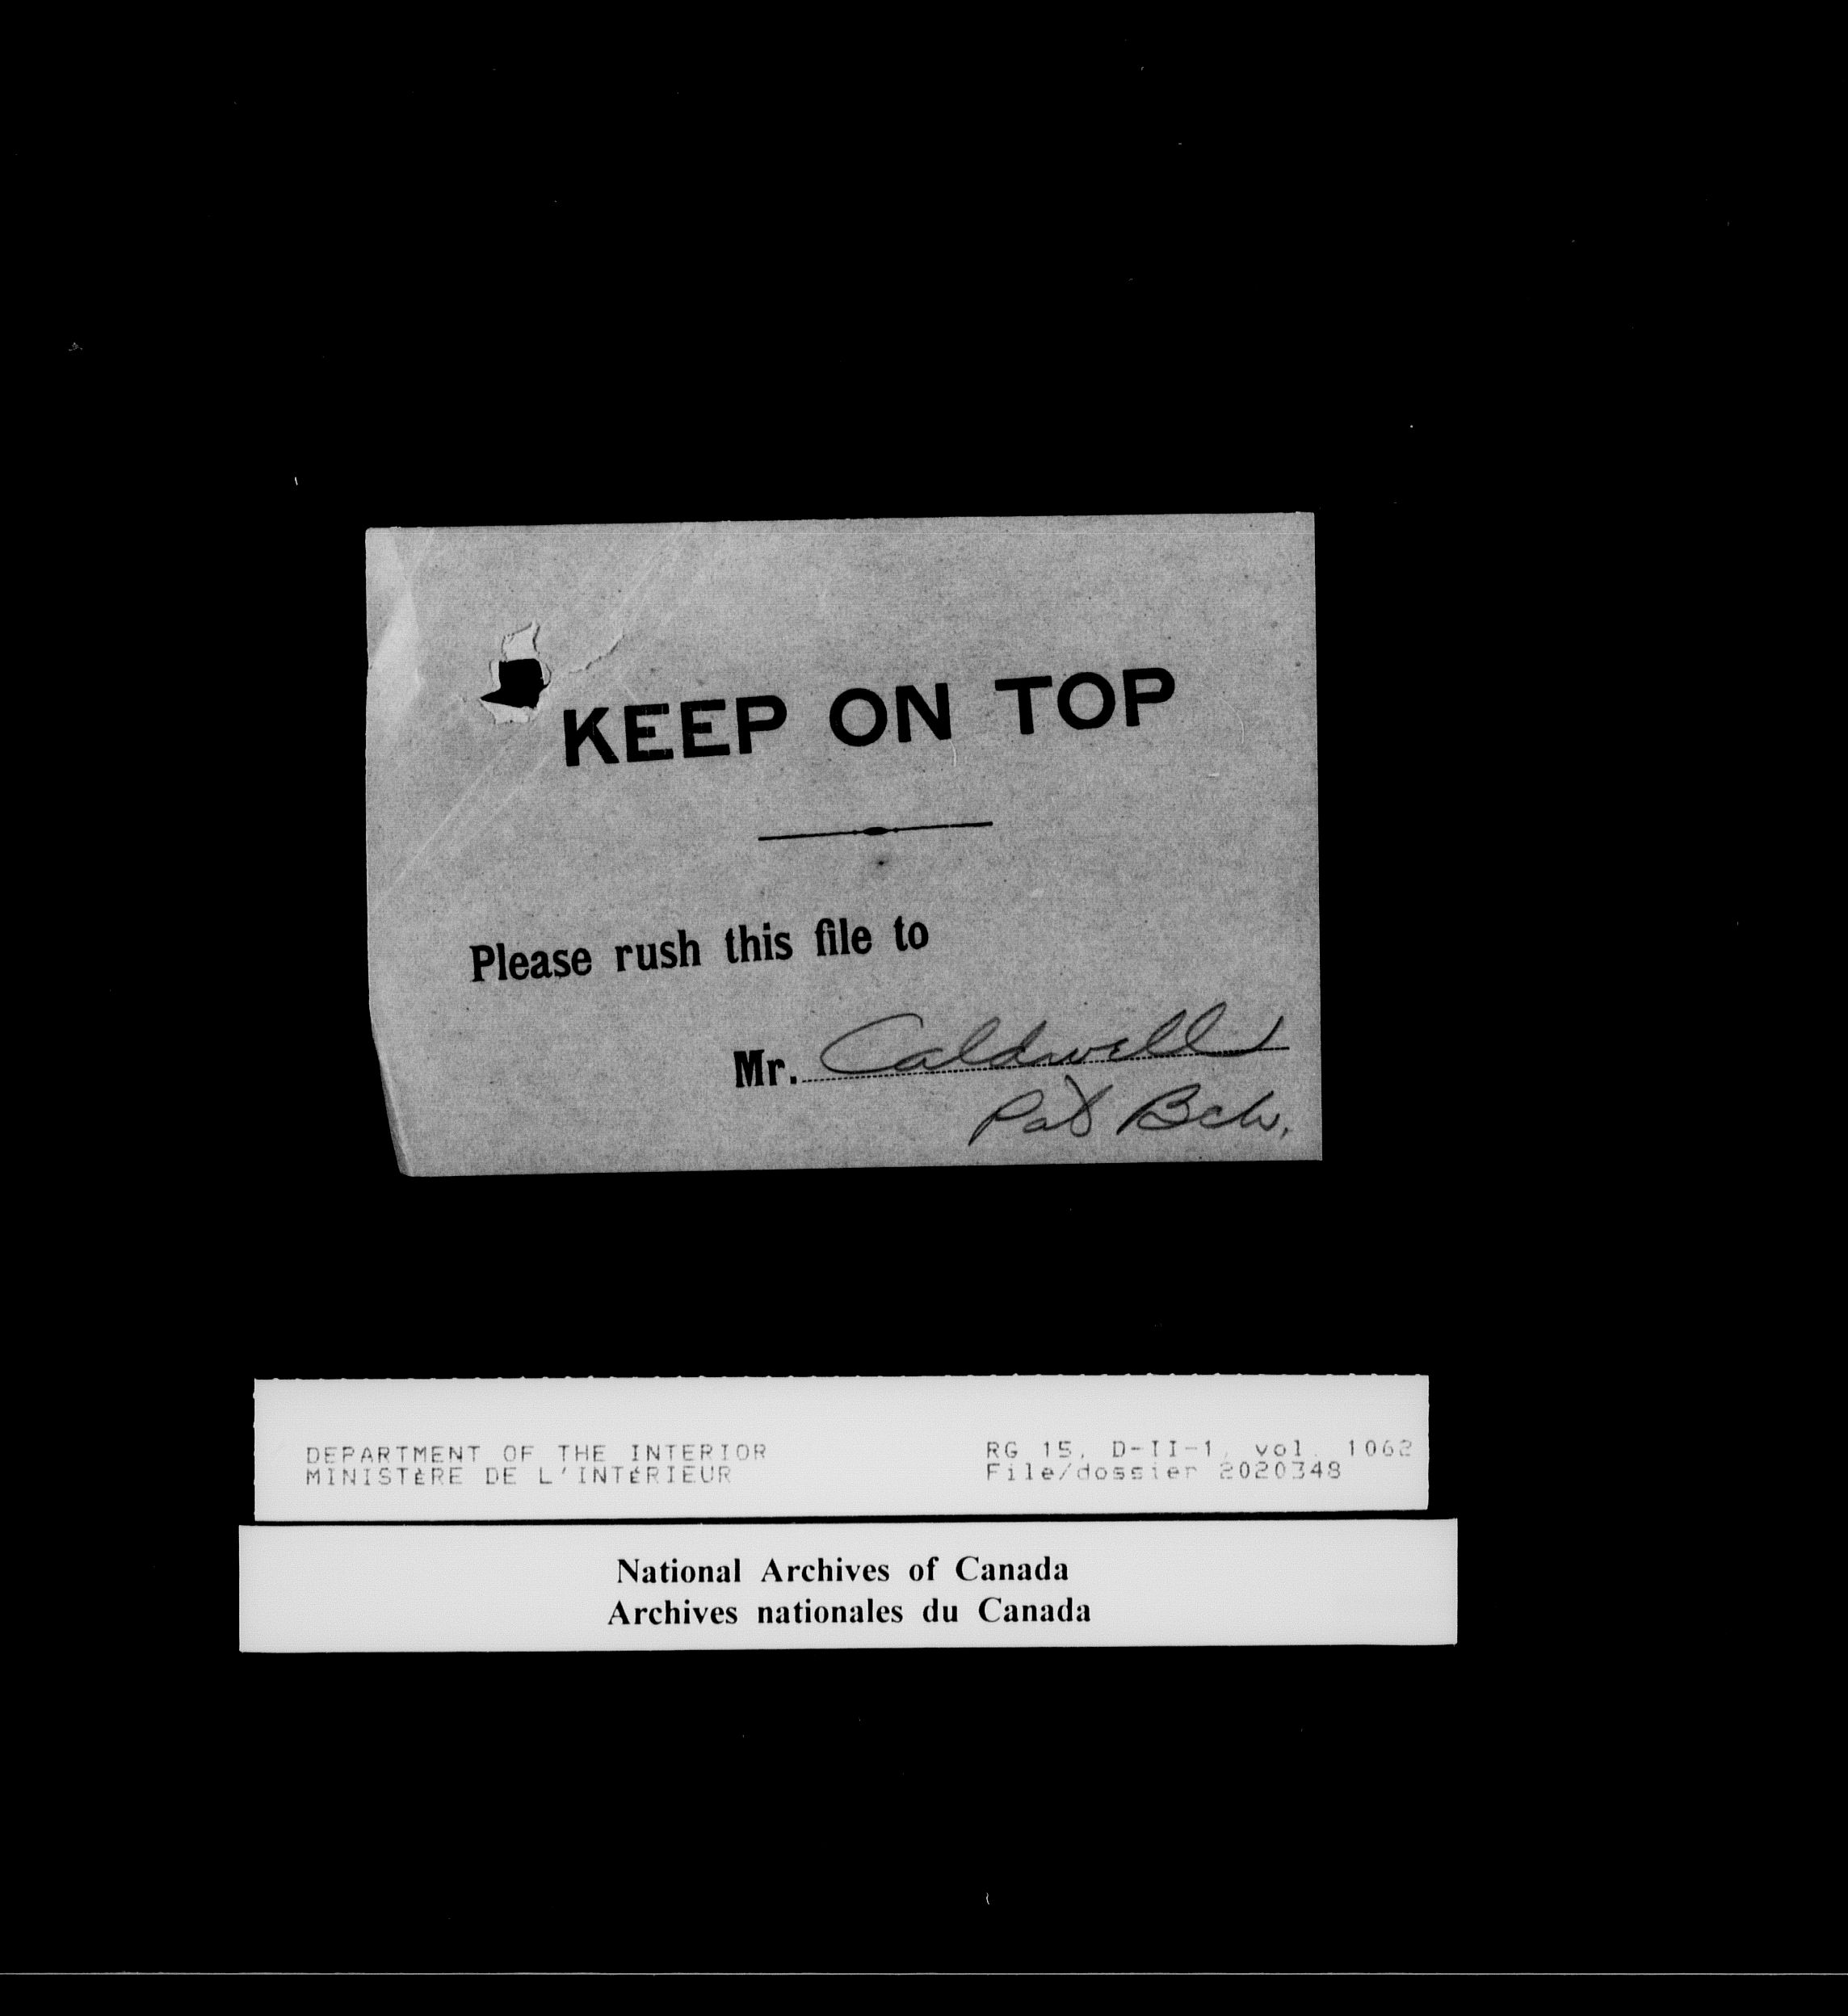 KEEP ON TOP
Please rush this file to
Mr. Caldwell
Pat Bch.
DEPARTMENT OF THE INTERIOR
MINISTÈRE DE L'INTÉRIEUR
RG 15, D-II-1, vol. 1062
File/dossier 2020348
National Archives of Canada
Archives nationales du Canada